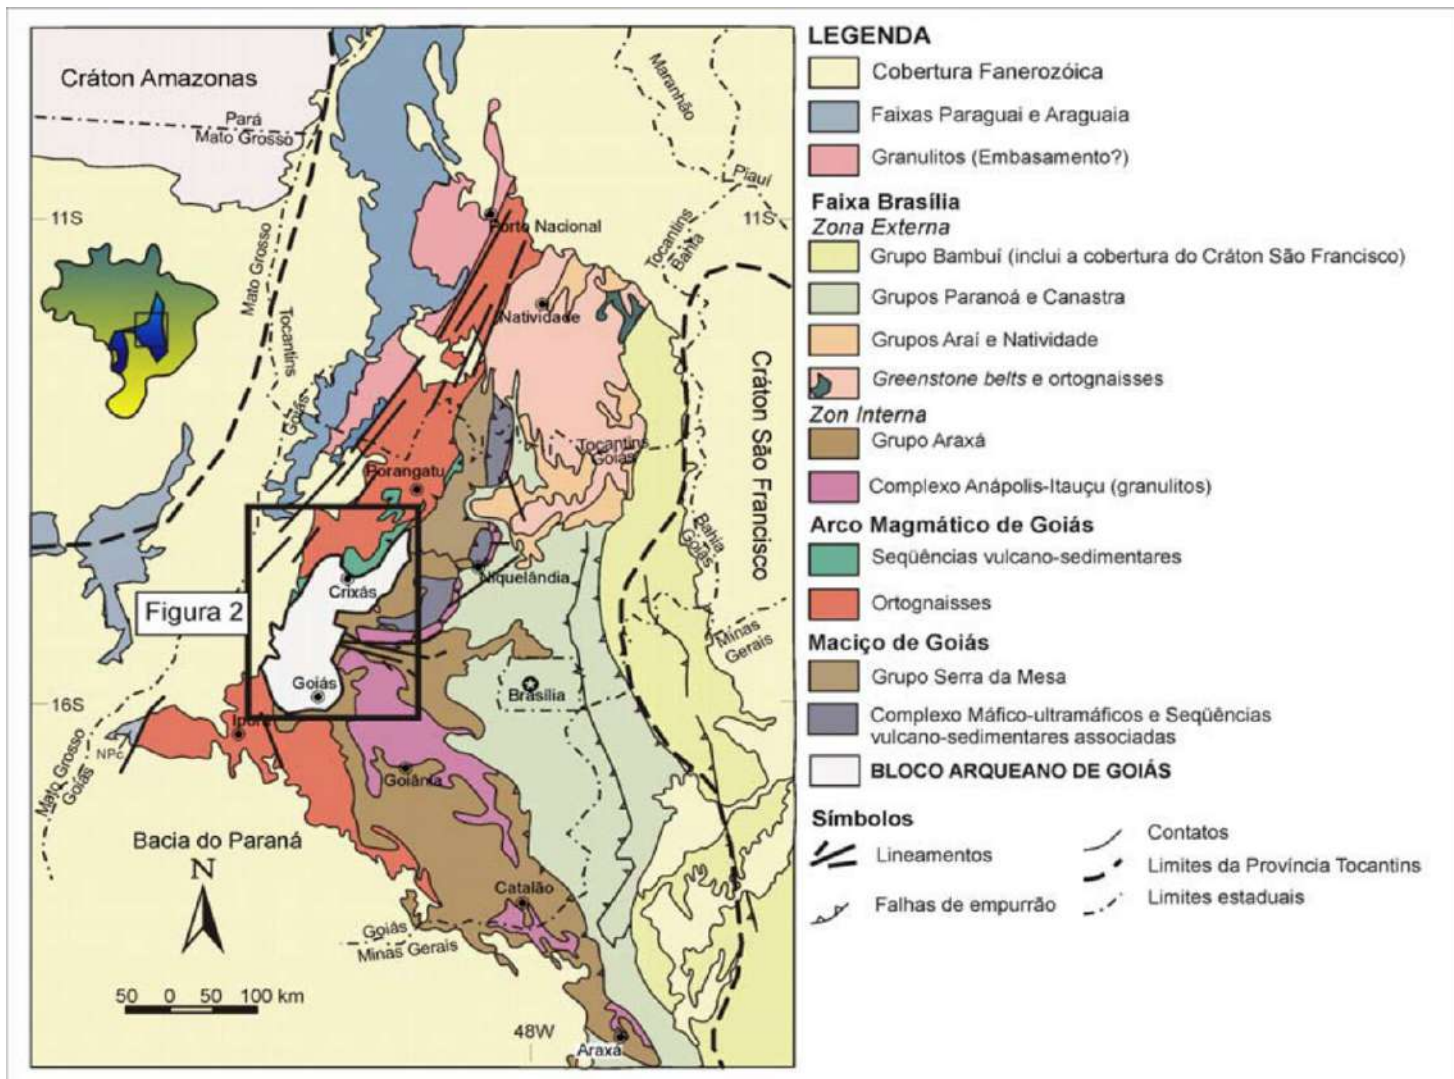 Cráton Amazonas
Pará
Mato Grosso
Maranhão
Piauí
11S
11S
Porto Nacional
Mato Grosso
Tocantins
Tocantins
Bahia
Natividade
Goiás
Tocantins
Goiás
Porangatu
Cráton São Francisco
Bahia
Goiás
Niquelândia
Crixás
Figura 2
Minas
Gerais
Goiás
Brasília
16S
Iporá
NPc
Mato Grosso
Goiás
Goiânia
Bacia do Paraná
N
Catalão
Goiás
Minas Gerais
50 0 50 100 km
48W
Araxá
LEGENDA
Cobertura Fanerozóica
Faixas Paraguai e Araguaia
Granulitos (Embasamento?)
Faixa Brasília
Zona Externa
Grupo Bambuí (inclui a cobertura do Cráton São Francisco)
Grupos Paranoá e Canastra
Grupos Araí e Natividade
Greenstone belts e ortognaisses
Zon Interna
Grupo Araxá
Complexo Anápolis-Itauçu (granulitos)
Arco Magmático de Goiás
Seqüências vulcano-sedimentares
Ortognaisses
Maciço de Goiás
Grupo Serra da Mesa
Complexo Máfico-ultramáficos e Seqüências
vulcano-sedimentares associadas
BLOCO ARQUEANO DE GOIÁS
Símbolos
Lineamentos
Falhas de empurrão
Contatos
Limites da Província Tocantins
Limites estaduais